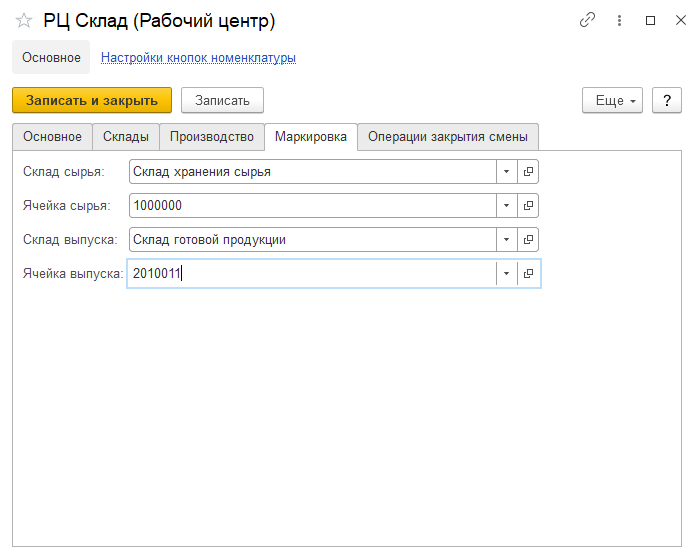 РЦ Склад (Рабочий центр)
Основное Настройки кнопок номенклатуры
Записать и закрыть Записать Еще ?
Основное Склады Производство Маркировка Операции закрытия смены
Склад сырья: Склад хранения сырья
Ячейка сырья: 1000000
Склад выпуска: Склад готовой продукции
Ячейка выпуска: 2010011